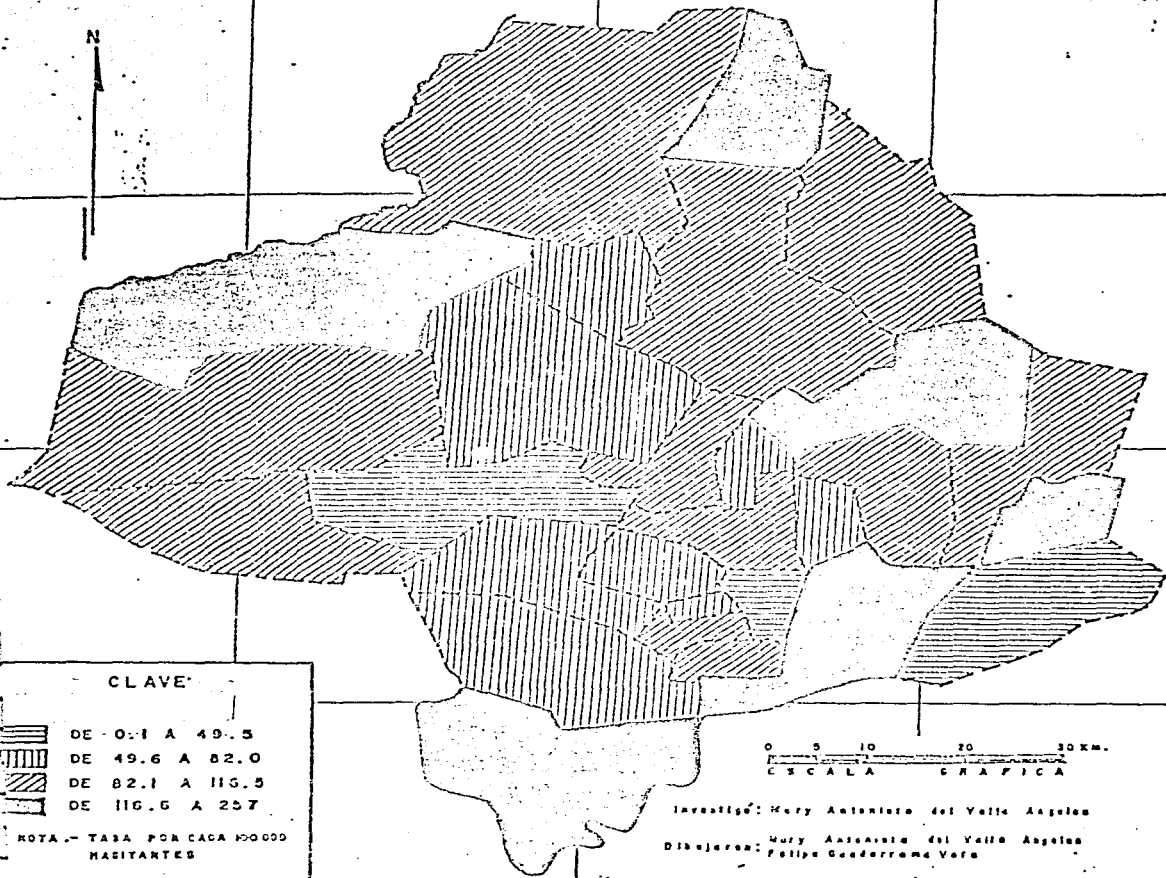 N
CLAVE
DE 0.1 A 49.5
DE 49.6 A 82.0
DE 82.1 A 116.5
DE 116.6 A 257
NOTA.- TASA POR CADA 100 000
HABITANTES
0 5 10 20 30 KM.
ESCALA GRAFICA
Investigó: Mary Antonieta del Valle Angeles
Dibujaron: Mary Antonieta del Valle Angeles
Felipe Guadarrama Vera